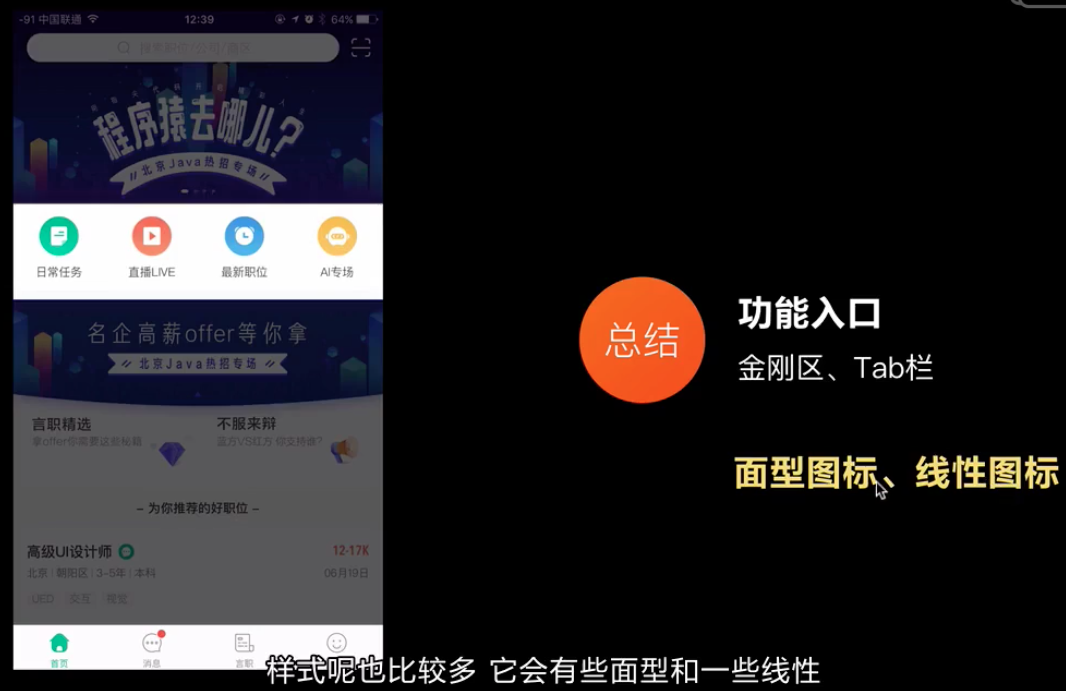 -91 中国联通 12:39 64%
搜索职位/公司/商区
程序猿去哪儿?
北京Java热招专场
日常任务 直播LIVE 最新职位 AI专场
名企高薪offer等你拿
北京Java热招专场
言职精选 不服来辩
拿offer你需要这些秘籍 蓝方VS红方 你支持谁?
– 为你推荐的好职位 –
高级UI设计师 12-17K
北京 | 朝阳区 | 3-5年 | 本科 06月19日
UED 交互 视觉
首页 消息 言职
总结
功能入口
金刚区、Tab栏
面型图标、线性图标
样式呢也比较多 它会有些面型和一些线性